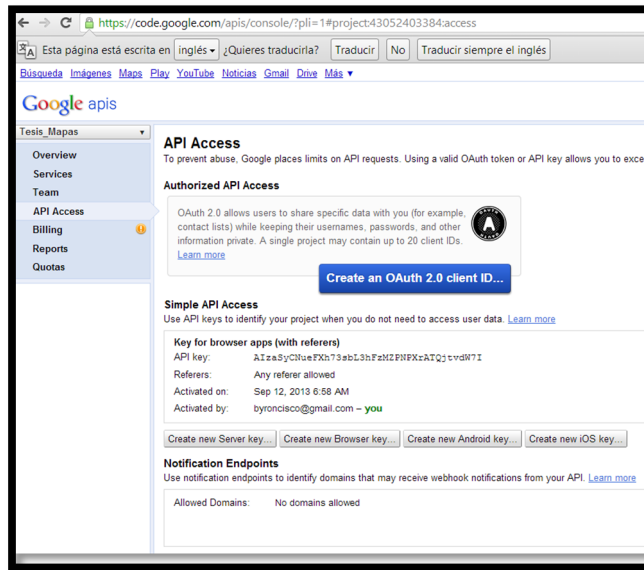 https://code.google.com/apis/console/?pli=1#project:43052403384:access
Esta página está escrita en inglés ¿Quieres traducirla? Traducir No Traducir siempre el inglés
Búsqueda Imágenes Maps Play YouTube Noticias Gmail Drive Más
Google apis
Tesis_Mapas
Overview
Services
Team
API Access
Billing
Reports
Quotas
API Access
To prevent abuse, Google places limits on API requests. Using a valid OAuth token or API key allows you to exce
Authorized API Access
OAuth 2.0 allows users to share specific data with you (for example,
contact lists) while keeping their usernames, passwords, and other
information private. A single project may contain up to 20 client IDs.
Learn more
Create an OAuth 2.0 client ID...
Simple API Access
Use API keys to identify your project when you do not need to access user data. Learn more
Key for browser apps (with referers)
API key: AIzaSyCNueFXh73sbL3hFzMZPNPXrATQjtvdW7I
Referers: Any referer allowed
Activated on: Sep 12, 2013 6:58 AM
Activated by: byroncisco@gmail.com – you
Create new Server key... Create new Browser key... Create new Android key... Create new iOS key...
Notification Endpoints
Use notification endpoints to identify domains that may receive webhook notifications from your API. Learn more
Allowed Domains: No domains allowed